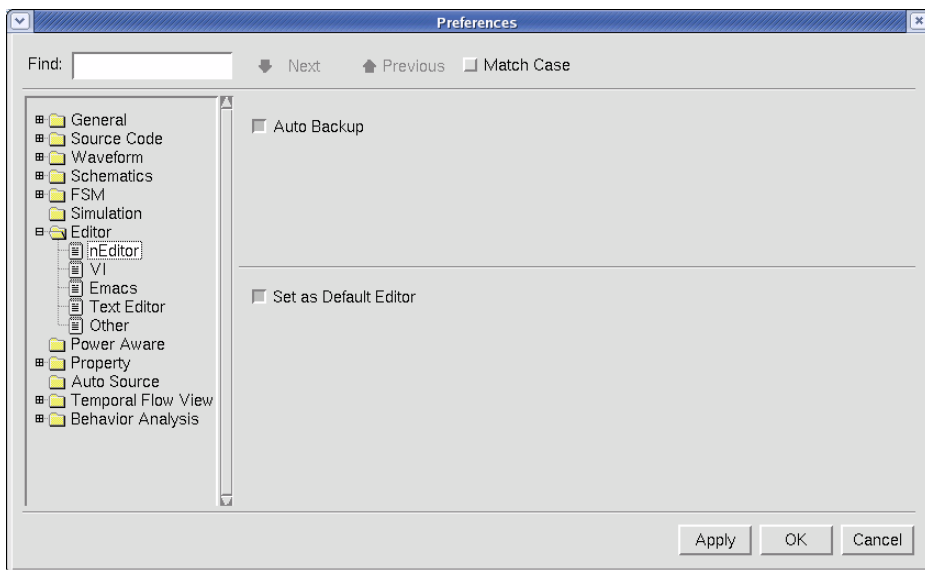 Preferences
Find: Next Previous Match Case
General
Source Code
Waveform
Schematics
FSM
Simulation
Editor
nEditor
VI
Emacs
Text Editor
Other
Power Aware
Property
Auto Source
Temporal Flow View
Behavior Analysis
Auto Backup
Set as Default Editor
Apply OK Cancel